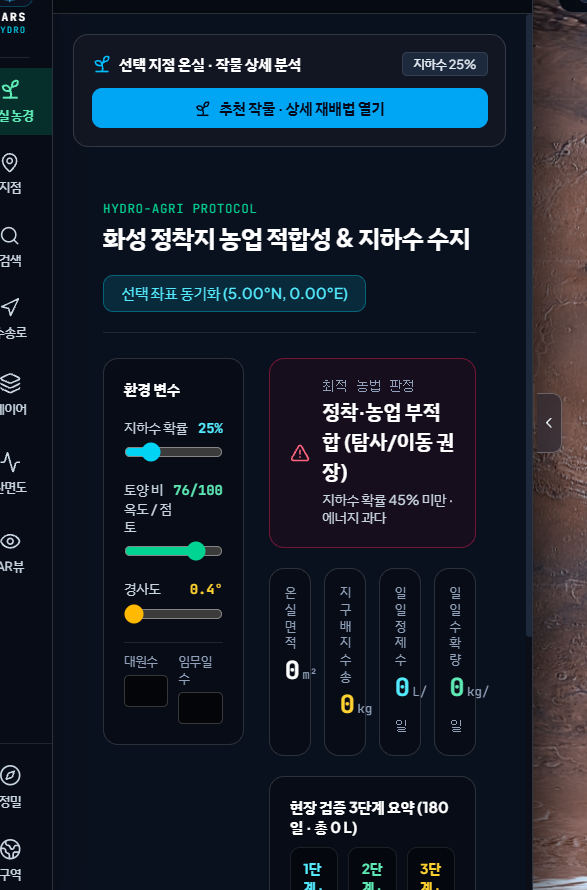 ARS
HYDRO
실농경
지점
검색
수송로
레이어
단면도
AR뷰
정밀
구역
선택 지점 온실 · 작물 상세 분석
지하수 25%
추천 작물 · 상세 재배법 열기
HYDRO-AGRI PROTOCOL
화성 정착지 농업 적합성 & 지하수 수지
선택 좌표 동기화 (5.00°N, 0.00°E)
환경 변수
지하수 확률 25%
토양 비 76/100
옥도 / 점
토
경사도 0.4°
대원수
임무일
수
최적 농법 판정
정착·농업 부적
합 (탐사/이동 권
장)
지하수 확률 45% 미만 ·
에너지 과다
온
실
면
적
0 m²
지
구
배
지
수
송
0 kg
일
일
정
제
수
0 L/
일
일
일
수
확
량
0 kg/
일
현장 검증 3단계 요약 (180
일 · 총 0 L)
1단
계 ·
2단
계 ·
3단
계 ·